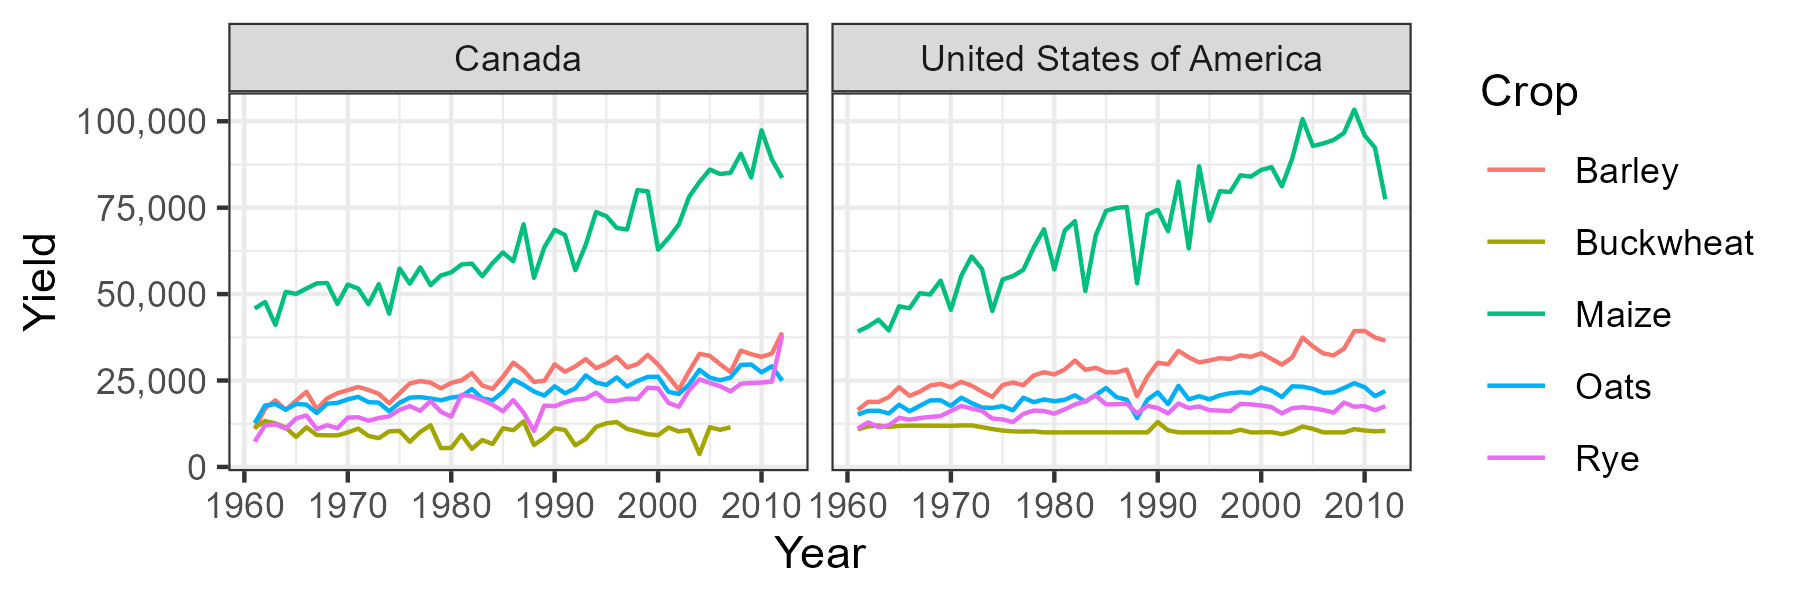 Canada
United States of America
Yield
100,000
75,000
50,000
25,000
0
1960 1970 1980 1990 2000 2010
1960 1970 1980 1990 2000 2010
Year
Crop
Barley
Buckwheat
Maize
Oats
Rye